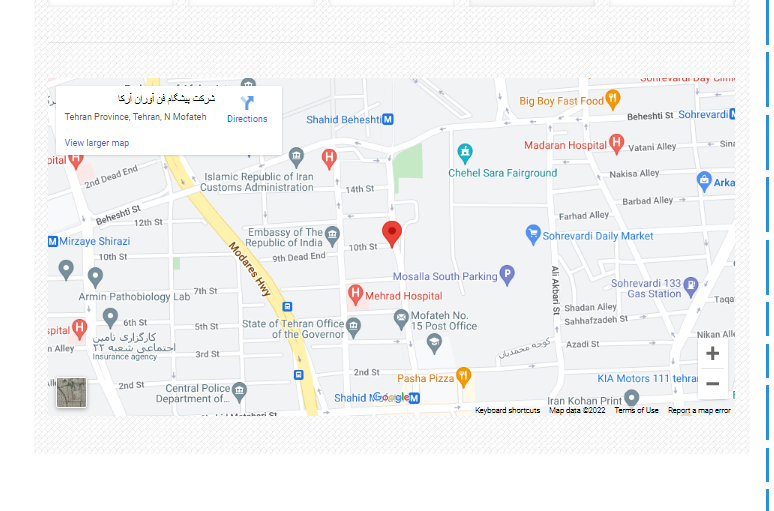 شرکت پیشگام فن آوران آرکا
Tehran Province, Tehran, N Mofateh
Directions
View larger map
Sohrevardi Day Clinic
Big Boy Fast Food
Shahid Beheshti
Beheshti St
Sohrevardi
Madaran Hospital
Vatani Alley
Chehel Sara Fairground
Nakisa Alley
Islamic Republic of Iran
Customs Administration
2nd Dead End
14th St
Arka
Barbad Alley
Beheshti St
12th St
Farhad Alley
Embassy of The
Republic of India
Sohrevardi Daily Market
Mirzaye Shirazi
10th St
10th St
9th Dead End
Modares Hwy
Mosalla South Parking
Ali Akbari St
Sohrevardi 133
Gas Station
Armin Pathobiology Lab
7th St
Mehrad Hospital
Shadan Alley
Sahhafzadeh St
6th St
5th St
State of Tehran Office
of the Governor
Mofateh No.
15 Post Office
کارگزاری تامین
اجتماعی شعبه ۲۲
Insurance agency
3rd St
کوچه محمدیان
Azadi St
Nikan Alle
2nd St
2nd St
Pasha Pizza
KIA Motors 111 tehran
Central Police
Department of...
Google
Iran Kohan Print
Keyboard shortcuts
Map data ©2022
Terms of Use
Report a map error